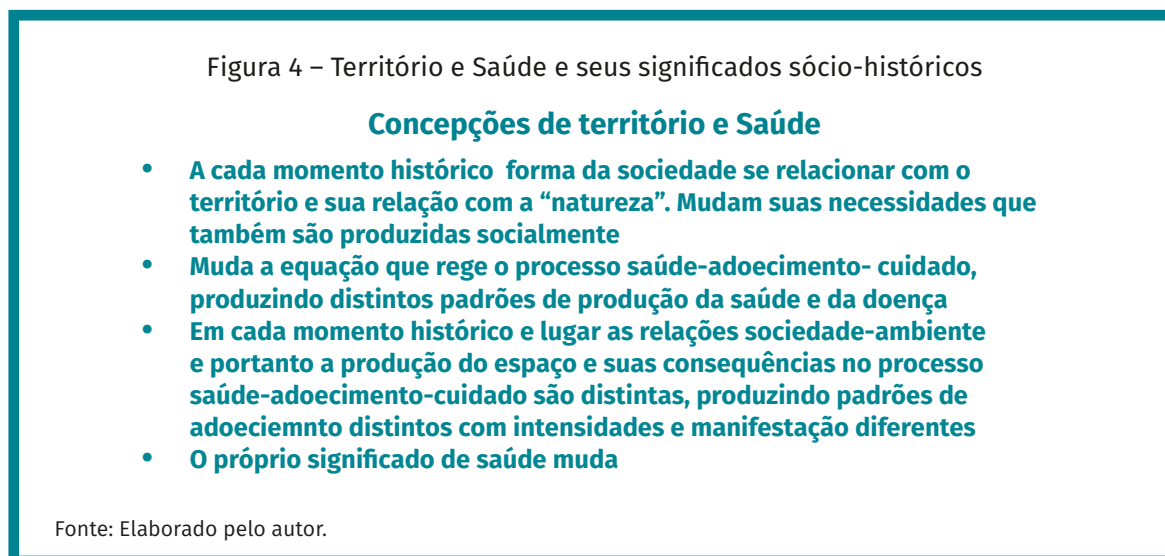 Figura 4 – Território e Saúde e seus significados sócio-históricos
Concepções de território e Saúde
• A cada momento histórico forma da sociedade se relacionar com o
território e sua relação com a “natureza”. Mudam suas necessidades que
também são produzidas socialmente
• Muda a equação que rege o processo saúde-adoecimento- cuidado,
produzindo distintos padrões de produção da saúde e da doença
• Em cada momento histórico e lugar as relações sociedade-ambiente
e portanto a produção do espaço e suas consequências no processo
saúde-adoecimento-cuidado são distintas, produzindo padrões de
adoeciemnto distintos com intensidades e manifestação diferentes
• O próprio significado de saúde muda
Fonte: Elaborado pelo autor.